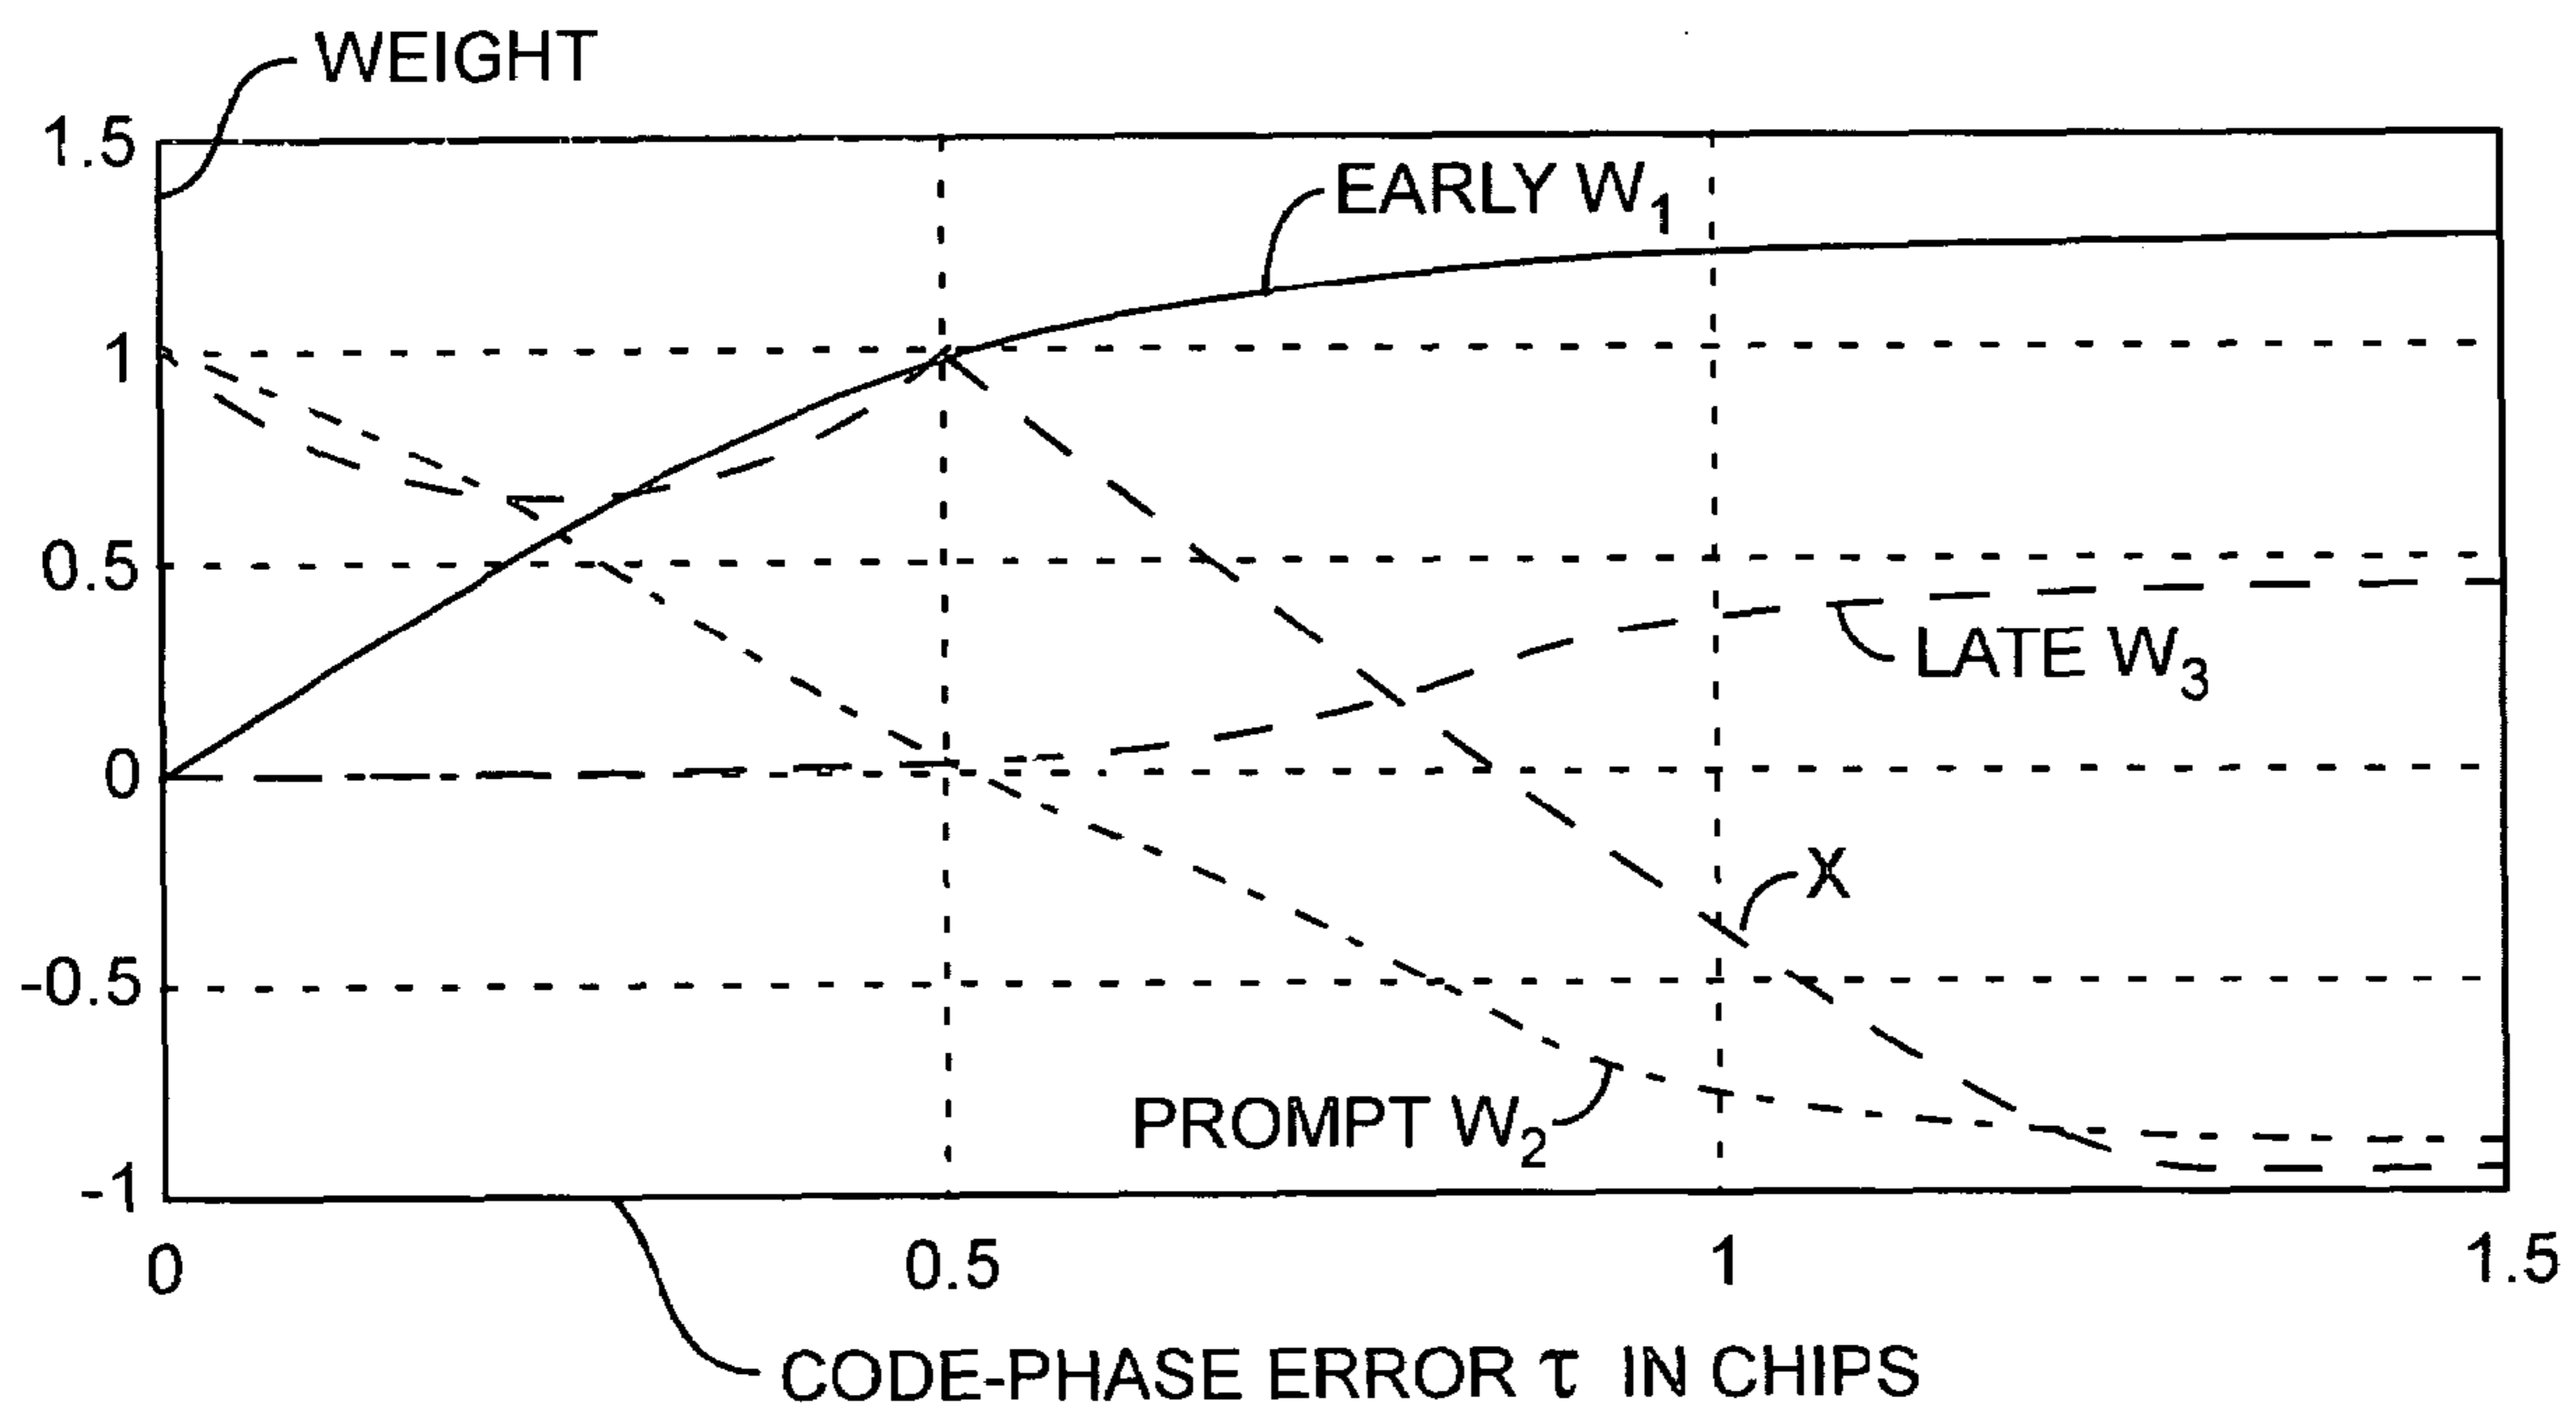 WEIGHT
1.5
EARLY W1
1
0.5
LATE W3
0
X
-0.5
PROMPT W2
-1
0 0.5 1 1.5
CODE-PHASE ERROR τ IN CHIPS